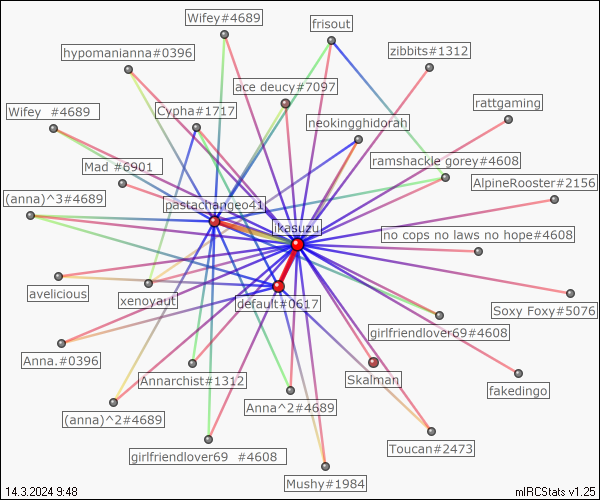 Wifey#4689
frisout
hypomanianna#0396
zibbits#1312
ace deucy#7097
rattgaming
Wifey  #4689
Cypha#1717
neokingghidorah
Mad #6901
ramshackle gorey#4608
AlpineRooster#2156
(anna)^3#4689
pastachangeo41
jkasuzu
no cops no laws no hope#4608
avelicious
xenoyaut
default#0617
Soxy Foxy#5076
girlfriendlover69#4608
Anna.#0396
Annarchist#1312
Skalman
fakedingo
(anna)^2#4689
Anna^2#4689
girlfriendlover69  #4608
Toucan#2473
Mushy#1984
14.3.2024 9:48
mIRCStats v1.25